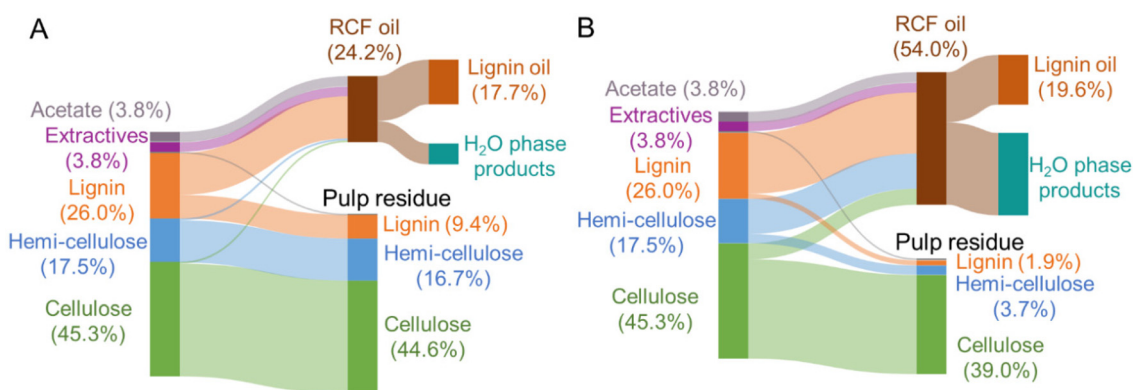 A
RCF oil
(24.2%)
Lignin oil
(17.7%)
Acetate (3.8%)
Extractives
(3.8%)
H₂O phase
products
Lignin
(26.0%)
Pulp residue
Lignin (9.4%)
Hemi-cellulose
(17.5%)
Hemi-cellulose
(16.7%)
Cellulose
(45.3%)
Cellulose
(44.6%)
B
RCF oil
(54.0%)
Lignin oil
(19.6%)
Acetate (3.8%)
Extractives
(3.8%)
Lignin
(26.0%)
H₂O phase
products
Hemi-cellulose
(17.5%)
Pulp residue
Lignin (1.9%)
Hemi-cellulose
(3.7%)
Cellulose
(45.3%)
Cellulose
(39.0%)